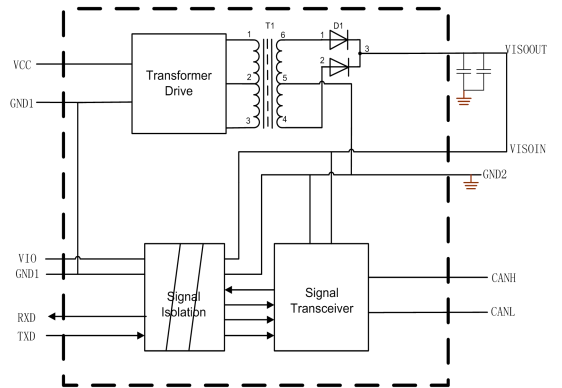 T1
D1
1
6
1
3
VISOOUT
VCC
Transformer
Drive
2
5
2
GND1
3
4
VISOIN
GND2
VIO
GND1
CANH
Signal
Isolation
Signal
Transceiver
RXD
CANL
TXD